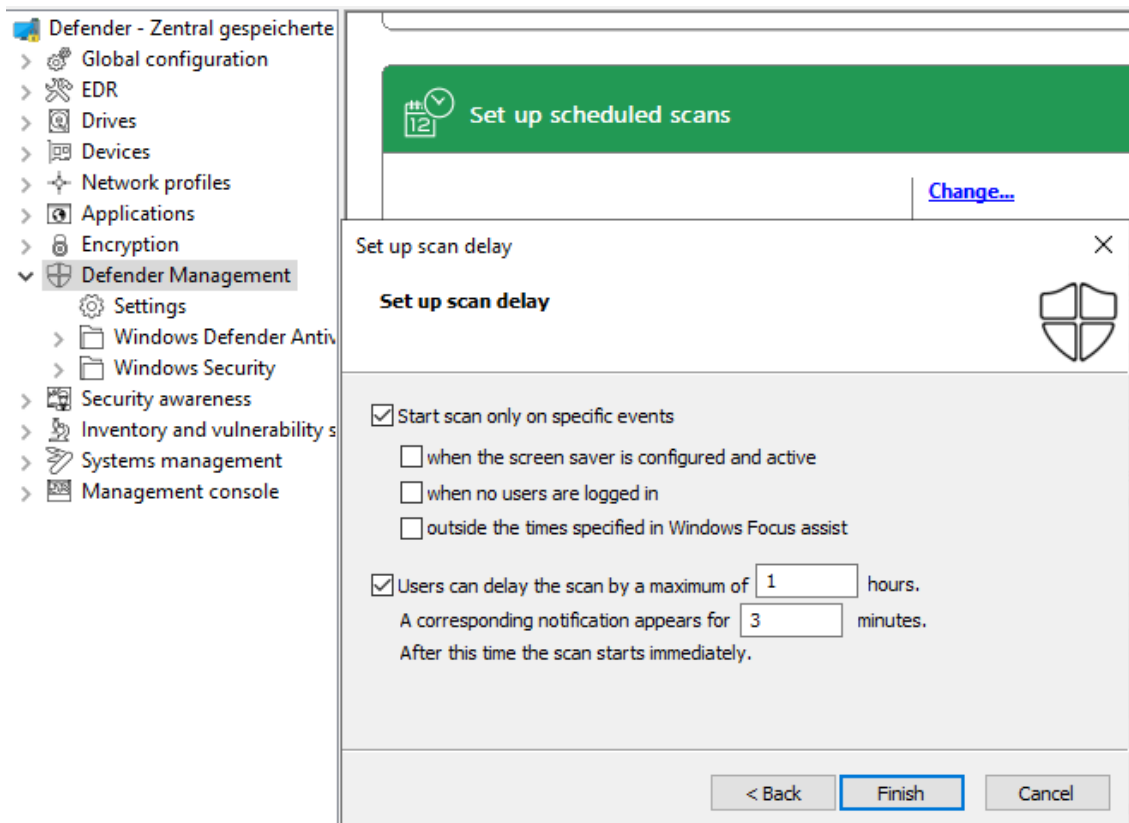 Defender - Zentral gespeicherte
Global configuration
EDR
Drives
Devices
Network profiles
Applications
Encryption
Defender Management
Settings
Windows Defender Antiv
Windows Security
Security awareness
Inventory and vulnerability s
Systems management
Management console
12
Set up scheduled scans
Change...
Set up scan delay
Set up scan delay
Start scan only on specific events
when the screen saver is configured and active
when no users are logged in
outside the times specified in Windows Focus assist
Users can delay the scan by a maximum of 1 hours.
A corresponding notification appears for 3 minutes.
After this time the scan starts immediately.
< Back Finish Cancel